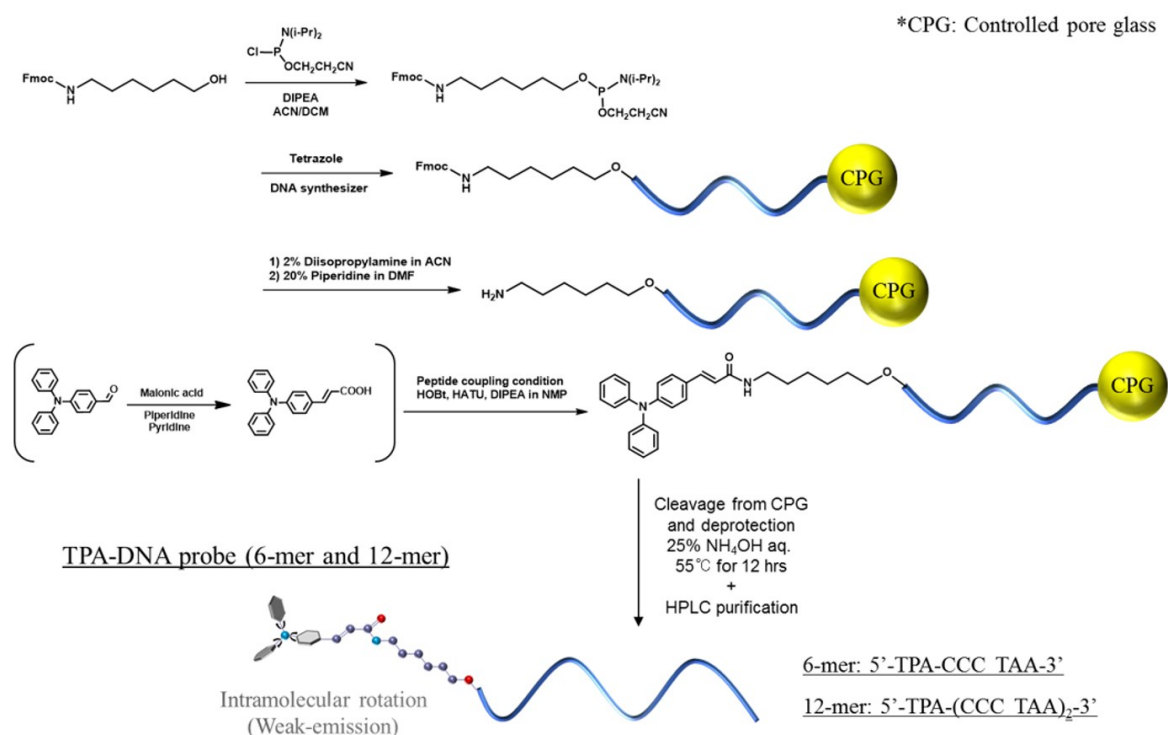 *CPG: Controlled pore glass
N(i-Pr)2
Cl P
OCH2CH2CN
Fmoc N H OH
DIPEA
ACN/DCM
Fmoc N H O P N(i-Pr)2
OCH2CH2CN
Tetrazole
DNA synthesizer
Fmoc N H O
CPG
1) 2% Diisopropylamine in ACN
2) 20% Piperidine in DMF
H2N O
CPG
N O
Malonic acid
Piperidine
Pyridine
N COOH
Peptide coupling condition
HOBt, HATU, DIPEA in NMP
N O N H O
CPG
Cleavage from CPG
and deprotection
25% NH4OH aq.
55℃ for 12 hrs
+
HPLC purification
TPA-DNA probe (6-mer and 12-mer)
Intramolecular rotation
(Weak-emission)
6-mer: 5’-TPA-CCC TAA-3’
12-mer: 5’-TPA-(CCC TAA)2-3’